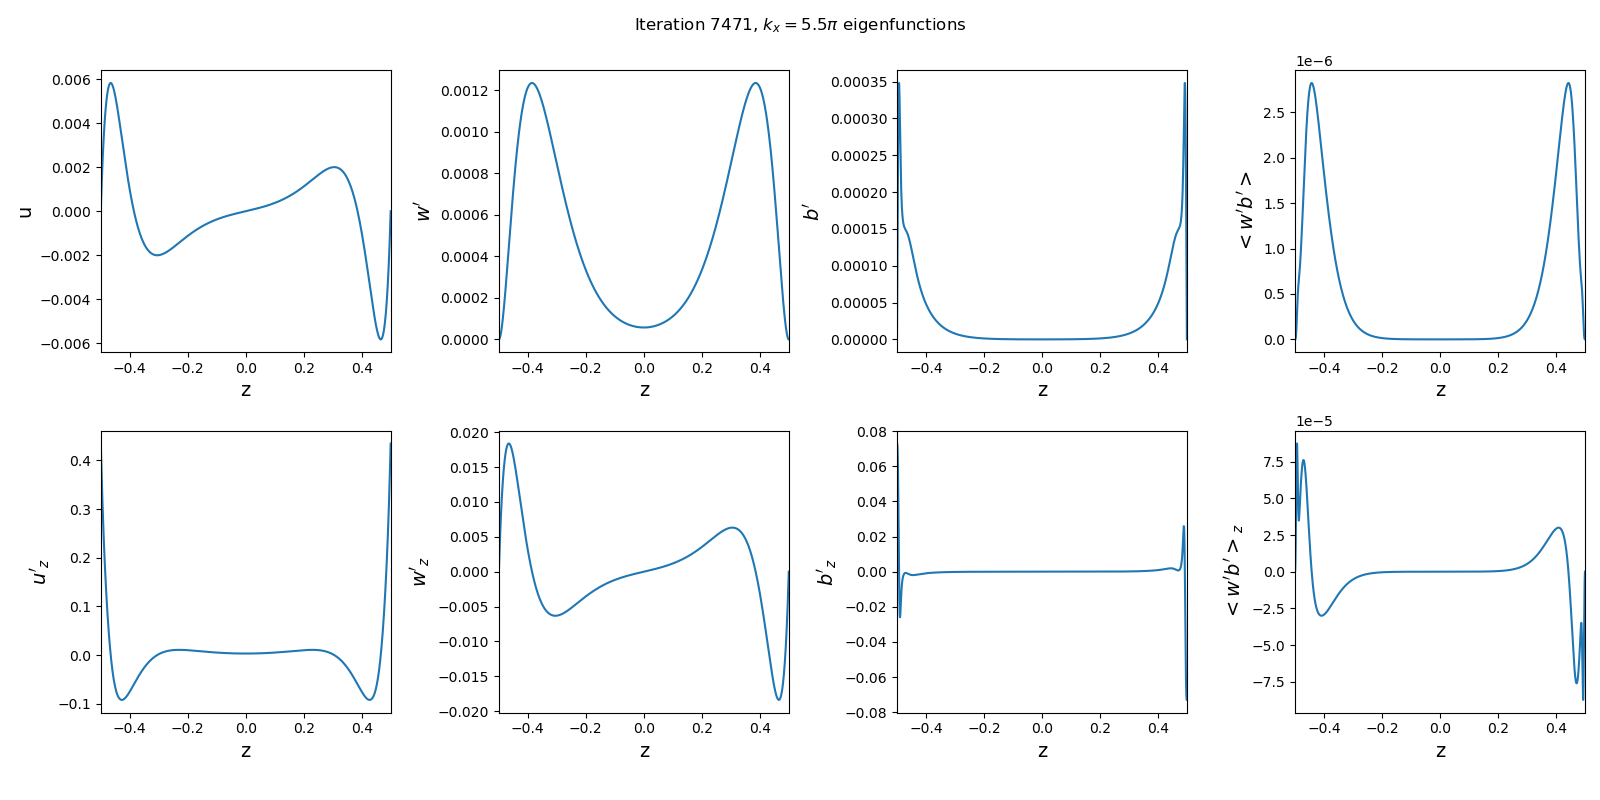 Iteration 7471, $k_x = 5.5\pi$ eigenfunctions
1e−6
0.006
0.004
0.002
0.000
−0.002
−0.004
−0.006
u
−0.4 −0.2 0.0 0.2 0.4
z
0.0012
0.0010
0.0008
0.0006
0.0004
0.0002
0.0000
w′
−0.4 −0.2 0.0 0.2 0.4
z
0.00035
0.00030
0.00025
0.00020
0.00015
0.00010
0.00005
0.00000
b′
−0.4 −0.2 0.0 0.2 0.4
z
2.5
2.0
1.5
1.0
0.5
0.0
< w′b′ >
−0.4 −0.2 0.0 0.2 0.4
z
0.4
0.3
0.2
0.1
0.0
−0.1
u′_z
−0.4 −0.2 0.0 0.2 0.4
z
0.020
0.015
0.010
0.005
0.000
−0.005
−0.010
−0.015
−0.020
w′_z
−0.4 −0.2 0.0 0.2 0.4
z
0.08
0.06
0.04
0.02
0.00
−0.02
−0.04
−0.06
−0.08
b′_z
−0.4 −0.2 0.0 0.2 0.4
z
1e−5
7.5
5.0
2.5
0.0
−2.5
−5.0
−7.5
< w′b′ >_z
−0.4 −0.2 0.0 0.2 0.4
z